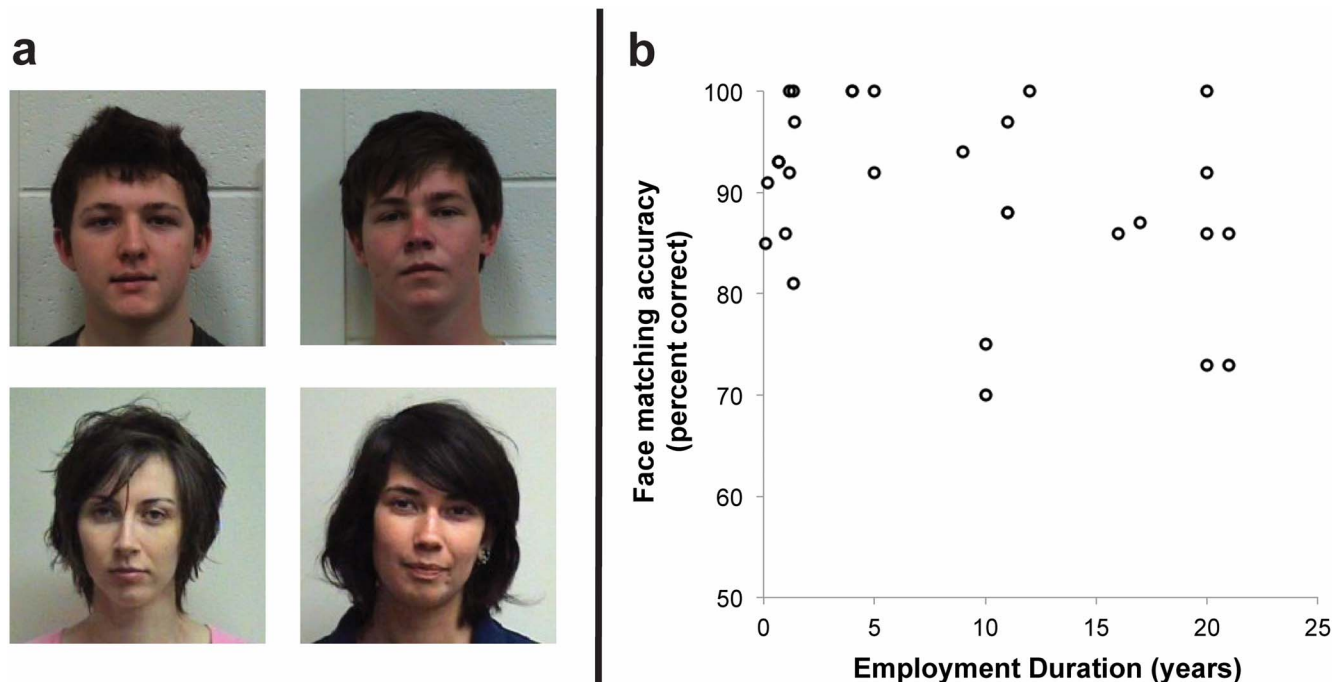 a
b
Face matching accuracy
(percent correct)
100
90
80
70
60
50
0 5 10 15 20 25
Employment Duration (years)